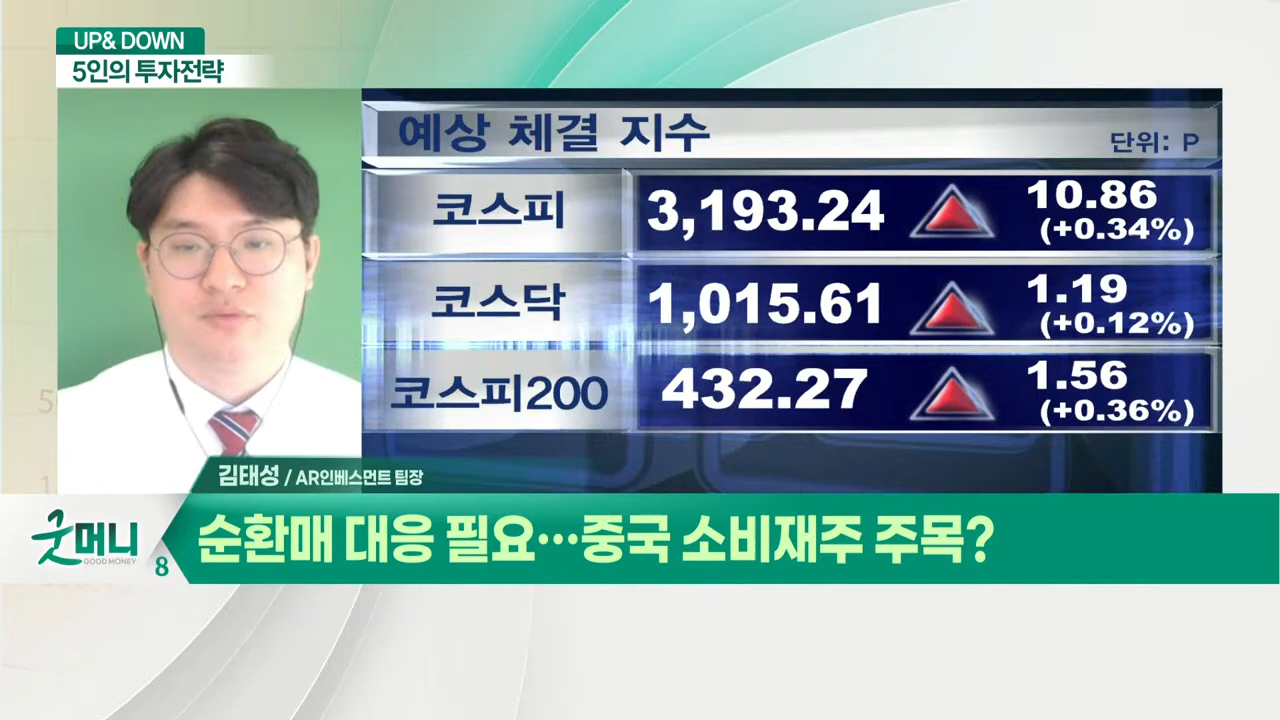 UP& DOWN
5인의 투자전략
예상 체결 지수
단위: P
코스피 3,193.24 ▲ 10.86 (+0.34%)
코스닥 1,015.61 ▲ 1.19 (+0.12%)
코스피200 432.27 ▲ 1.56 (+0.36%)
5
1
김태성 / AR인베스먼트 팀장
굿머니
GOOD MONEY
8
순환매 대응 필요…중국 소비재주 주목?